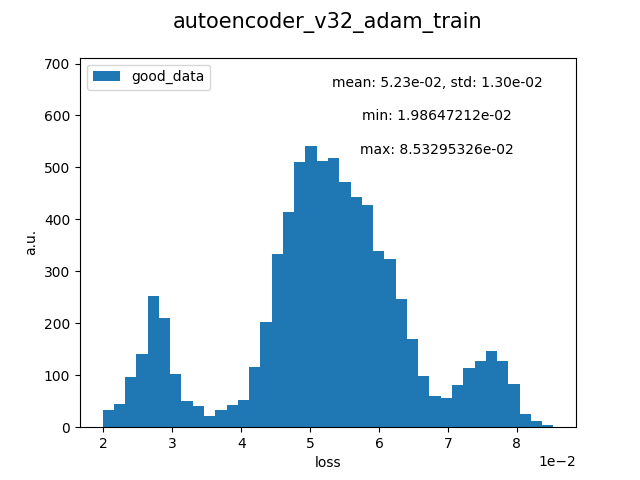 autoencoder_v32_adam_train
good_data
mean: 5.23e-02, std: 1.30e-02
min: 1.98647212e-02
max: 8.53295326e-02
a.u.
700
600
500
400
300
200
100
0
2 3 4 5 6 7 8
1e−2
loss